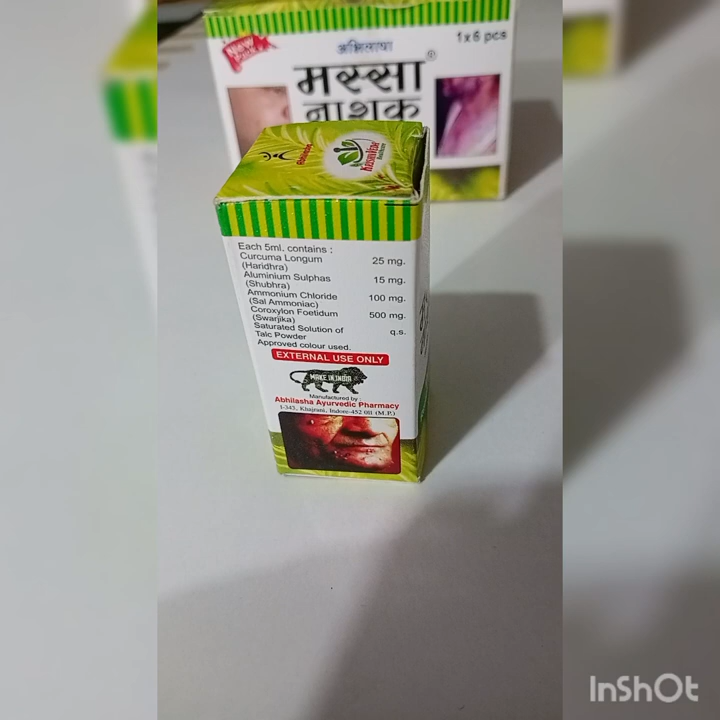 NEW
अभिलाषा
1x6 pcs
मस्सा®
नाशक
Each 5ml. contains :
Curcuma Longum 25 mg.
(Haridhra)
Aluminium Sulphas 15 mg.
(Shubhra)
Ammonium Chloride 100 mg.
(Sal Ammoniac)
Coroxylon Foetidum 500 mg.
(Swarjika)
Saturated Solution of q.s.
Talc Powder
Approved colour used.
EXTERNAL USE ONLY
MAKE IN INDIA
Manufactured by :
Abhilasha Ayurvedic Pharmacy
I-343, Khajrani, Indore-452 011 (M.P.)
InShOt